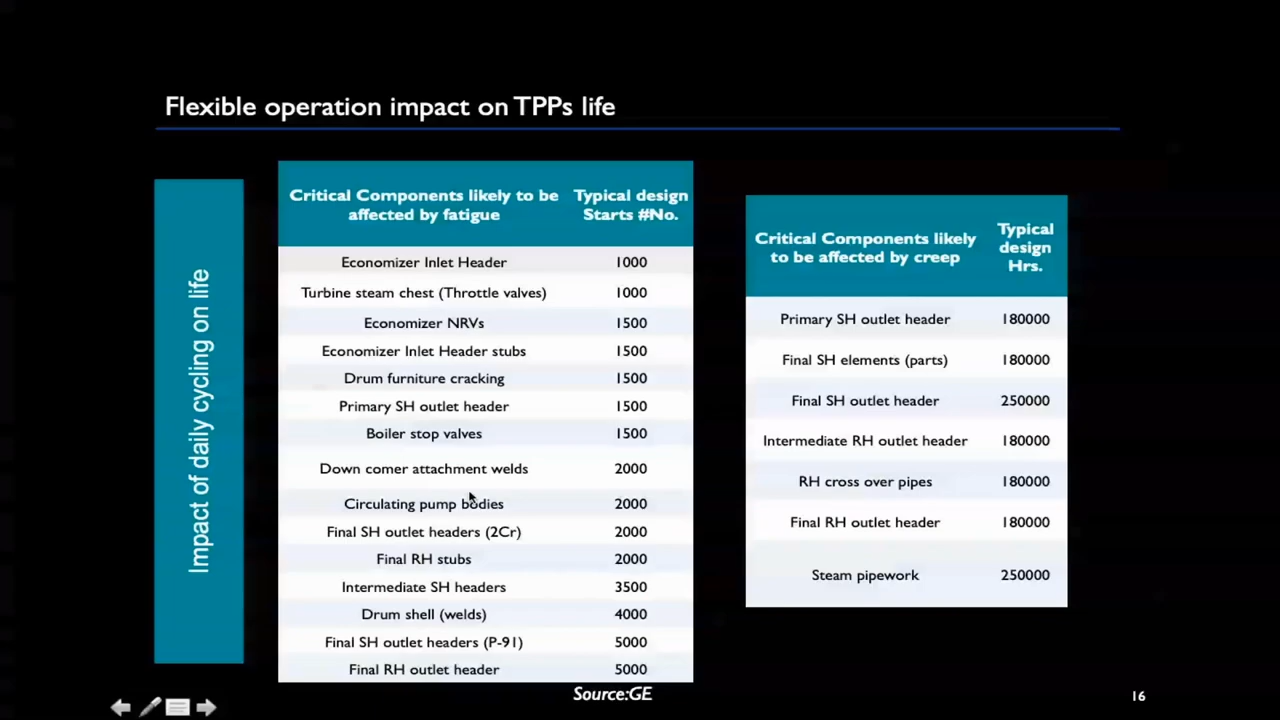 Flexible operation impact on TPPs life
Impact of daily cycling on life
Critical Components likely to be affected by fatigue
Typical design Starts #No.
Economizer Inlet Header 1000
Turbine steam chest (Throttle valves) 1000
Economizer NRVs 1500
Economizer Inlet Header stubs 1500
Drum furniture cracking 1500
Primary SH outlet header 1500
Boiler stop valves 1500
Down comer attachment welds 2000
Circulating pump bodies 2000
Final SH outlet headers (2Cr) 2000
Final RH stubs 2000
Intermediate SH headers 3500
Drum shell (welds) 4000
Final SH outlet headers (P-91) 5000
Final RH outlet header 5000
Critical Components likely to be affected by creep
Typical design Hrs.
Primary SH outlet header 180000
Final SH elements (parts) 180000
Final SH outlet header 250000
Intermediate RH outlet header 180000
RH cross over pipes 180000
Final RH outlet header 180000
Steam pipework 250000
Source:GE
16